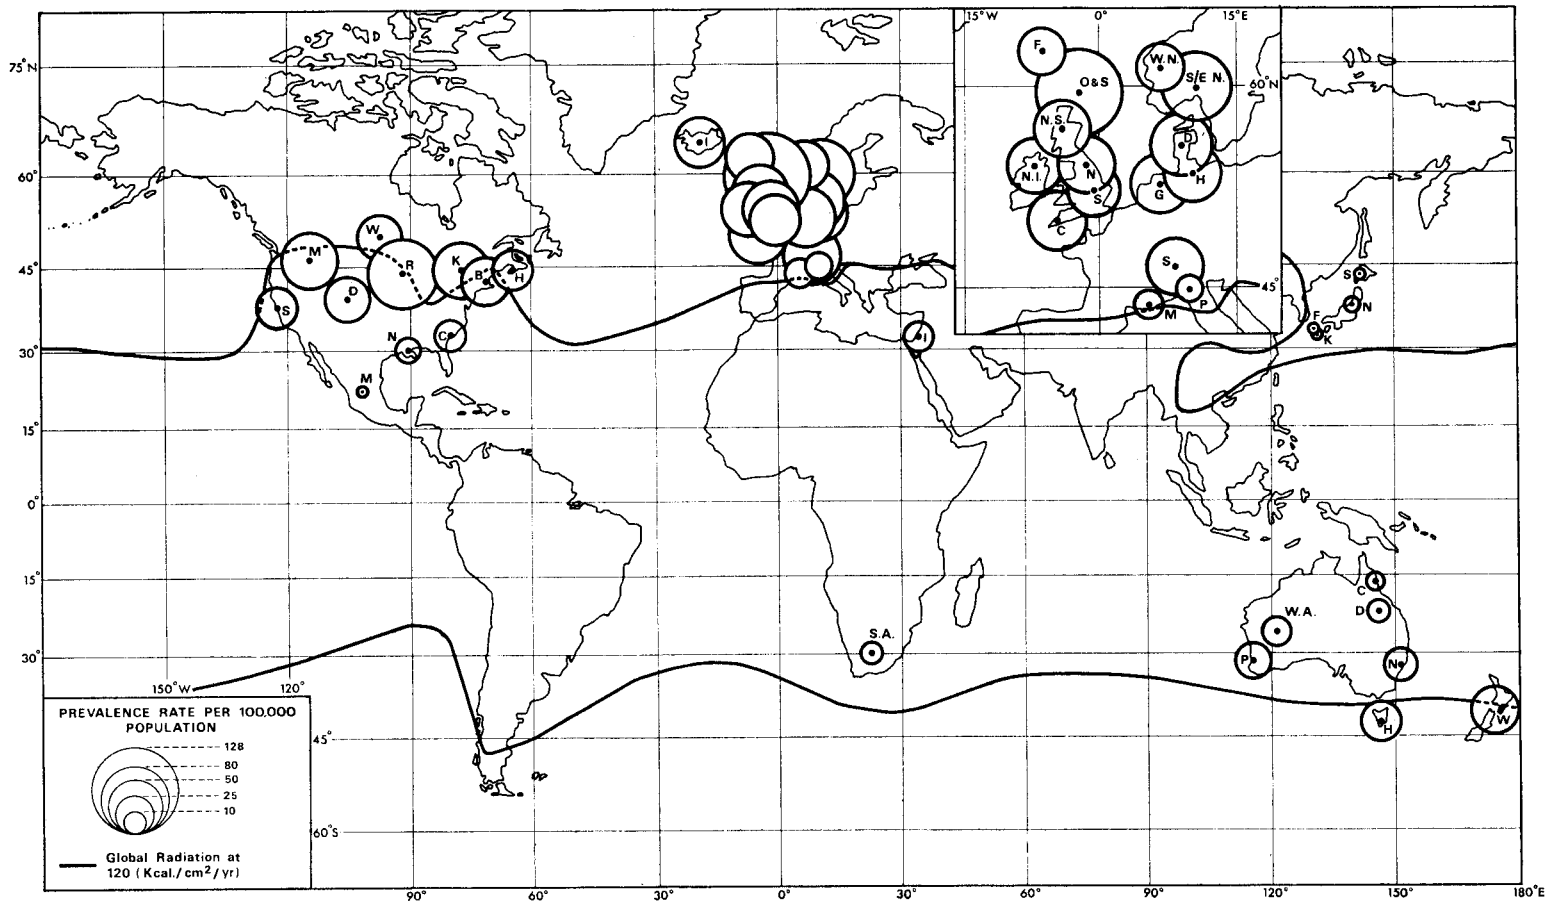 15°W 0° 15°E
F
W.N.
O&S
S/E N.
60°N
N.S.
D
N.I.
N
H
G
S
C
S
P
M
45°
75°N
60°
45°
30°
15°
0°
15°
30°
I
W
M
R
K
B
H
D
S
N
C
M
I
S
N
F
K
C
W.A.
D
S.A.
P
N
W
H
150°W 120°
45°
60°S
PREVALENCE RATE PER 100,000
POPULATION
128
80
50
25
10
Global Radiation at
120 (Kcal./cm²/yr)
90° 60° 30° 0° 30° 60° 90° 120° 150° 180°E